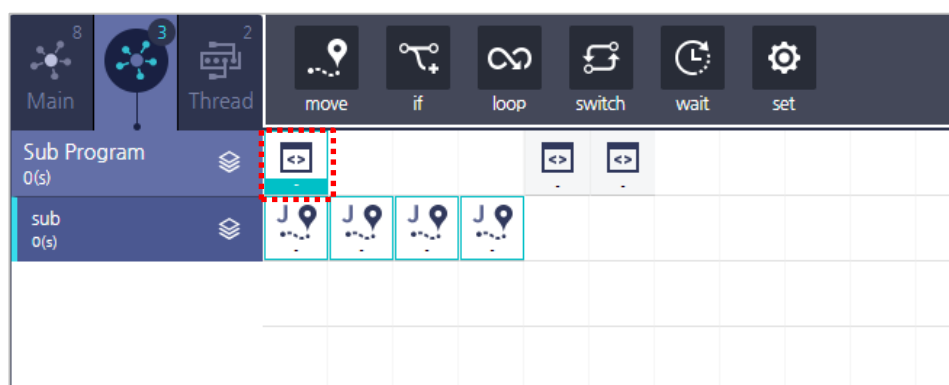 8 3 2
Main Thread
move if loop switch wait set
Sub Program
0(s)
<> <> <>
- - -
sub
0(s)
J J J J
- - - -